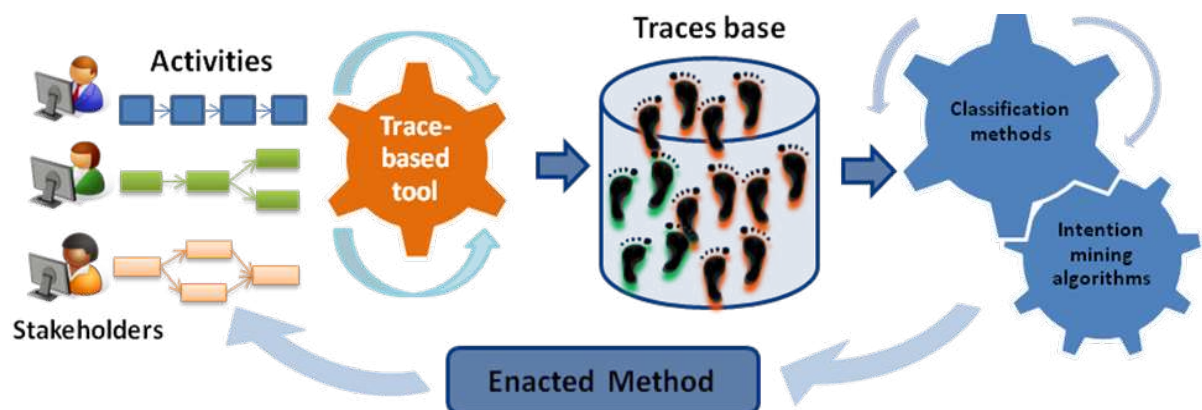 Activities
Trace-
based
tool
Traces base
Classification
methods
Intention
mining
algorithms
Stakeholders
Enacted Method